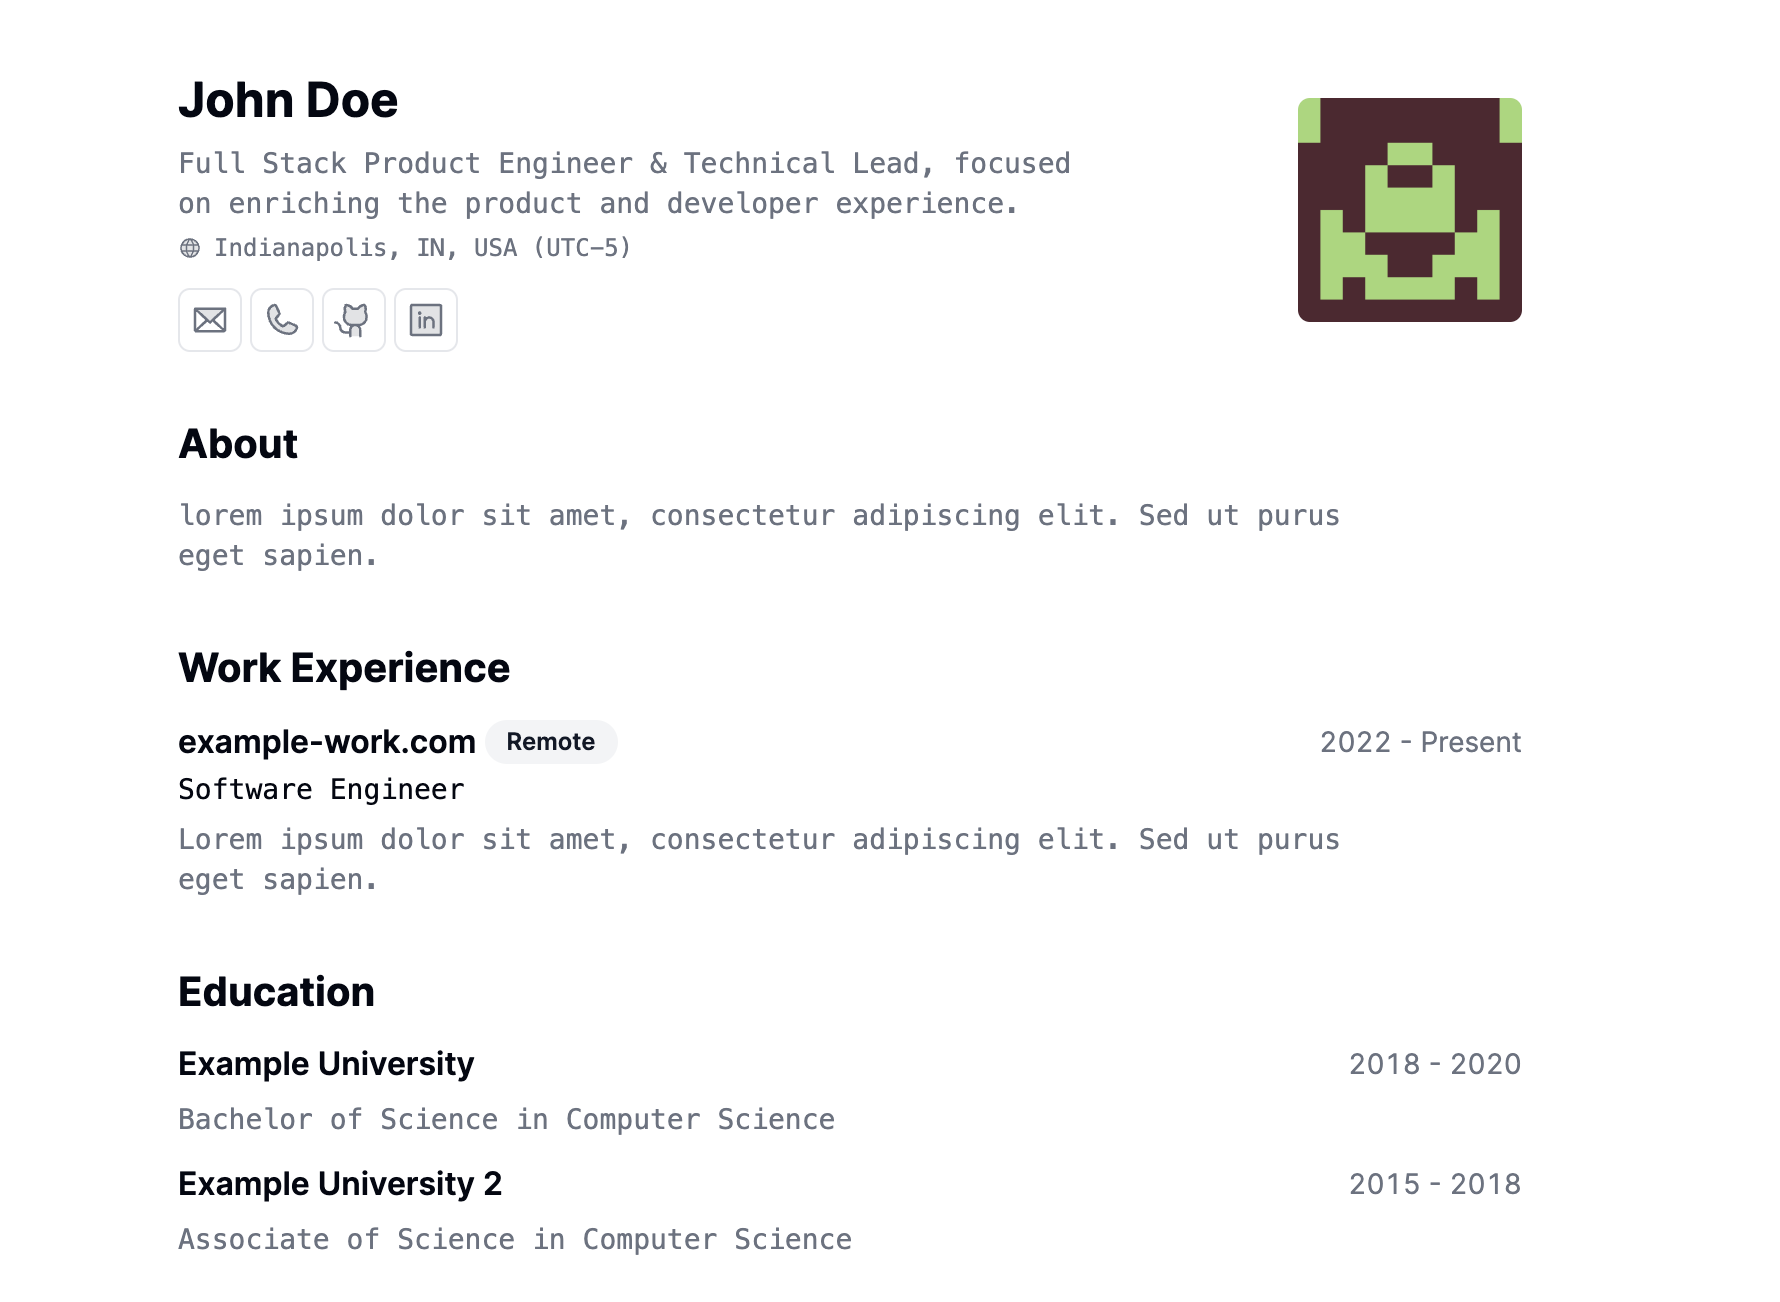 John Doe
Full Stack Product Engineer & Technical Lead, focused
on enriching the product and developer experience.
Indianapolis, IN, USA (UTC−5)
in
About
lorem ipsum dolor sit amet, consectetur adipiscing elit. Sed ut purus
eget sapien.
Work Experience
example-work.com Remote 2022 - Present
Software Engineer
Lorem ipsum dolor sit amet, consectetur adipiscing elit. Sed ut purus
eget sapien.
Education
Example University 2018 - 2020
Bachelor of Science in Computer Science
Example University 2 2015 - 2018
Associate of Science in Computer Science